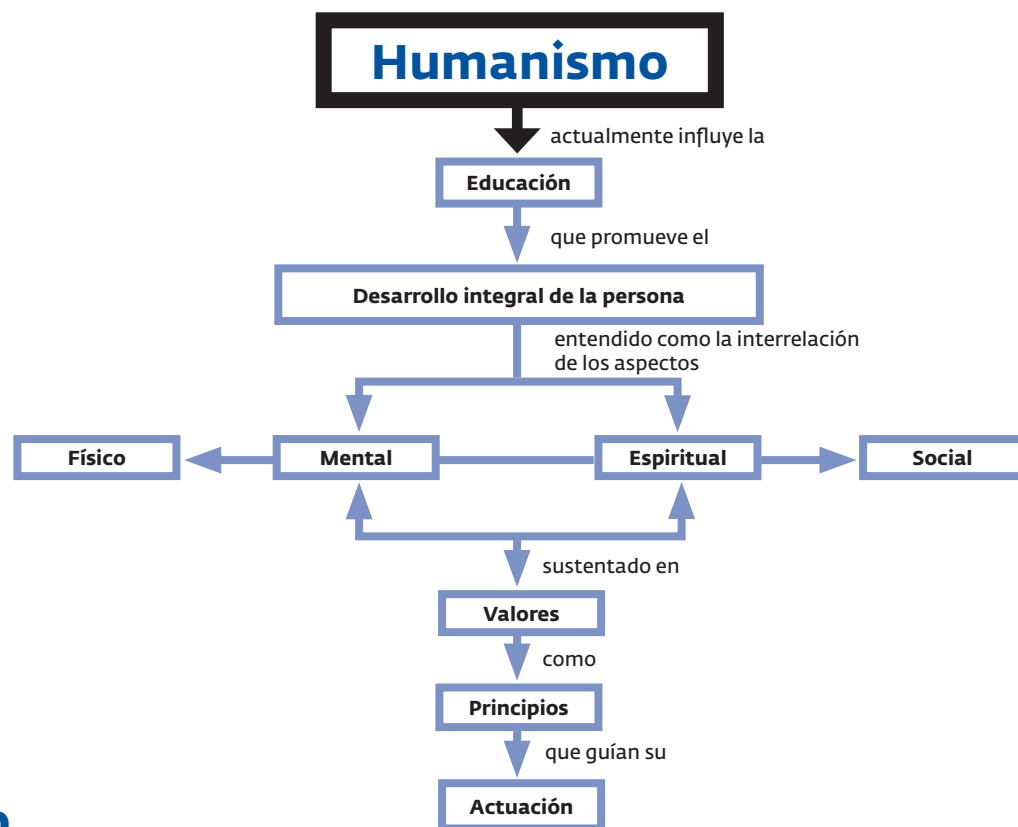 Humanismo
actualmente influye la
Educación
que promueve el
Desarrollo integral de la persona
entendido como la interrelación
de los aspectos
Físico
Mental
Espiritual
Social
sustentado en
Valores
como
Principios
que guían su
Actuación